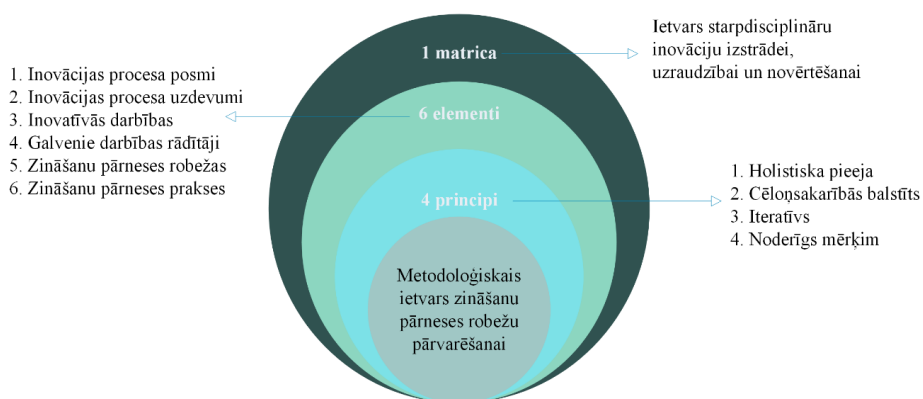 1 matrica
Ietvars starpdisciplināru
inovāciju izstrādei,
uzraudzībai un novērtēšanai
1. Inovācijas procesa posmi
2. Inovācijas procesa uzdevumi
3. Inovatīvās darbības
4. Galvenie darbības rādītāji
5. Zināšanu pārneses robežas
6. Zināšanu pārneses prakses
6 elementi
4 principi
1. Holistiska pieeja
2. Cēloņsakarībās balstīts
3. Iteratīvs
4. Noderīgs mērķim
Metodoloģiskais
ietvars zināšanu
pārneses robežu
pārvarēšanai